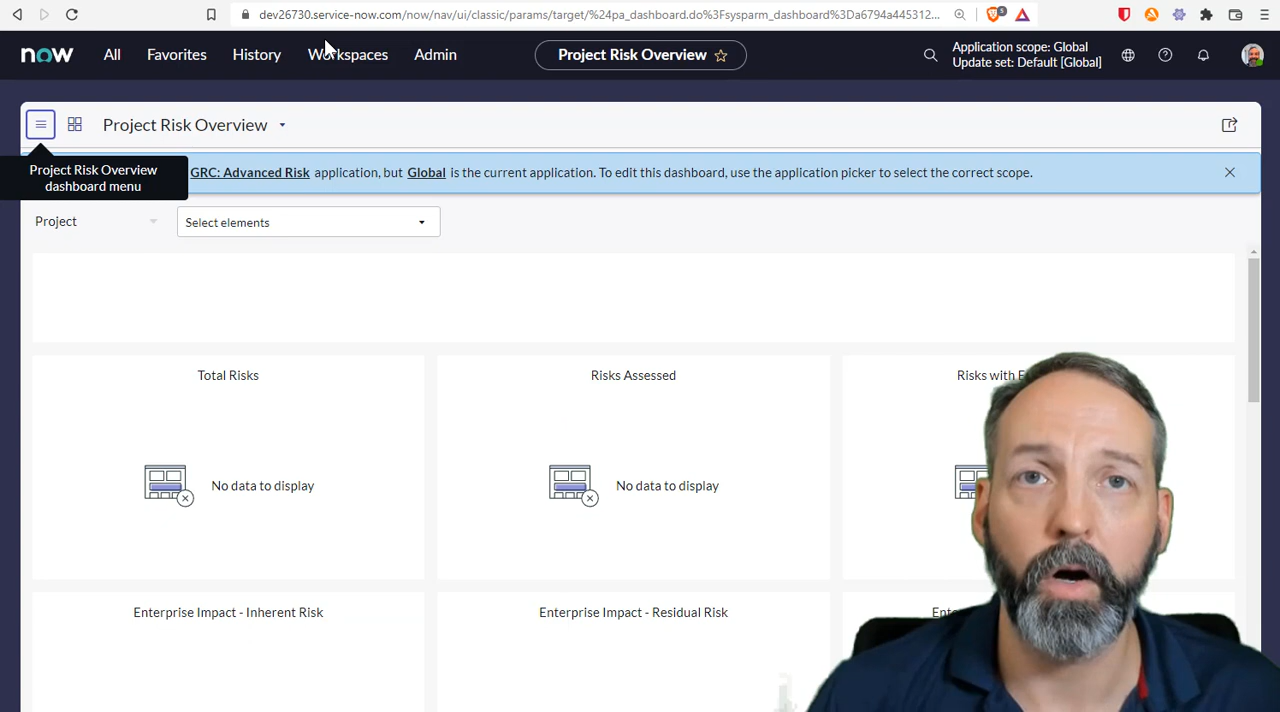 dev26730.service-now.com/now/nav/ui/classic/params/target/%24pa_dashboard.do%3Fsysparm_dashboard%3Da6794a445312...
5
now All Favorites History Workspaces Admin Project Risk Overview
Application scope: Global
Update set: Default [Global]
Project Risk Overview
Project Risk Overview
dashboard menu
GRC: Advanced Risk application, but Global is the current application. To edit this dashboard, use the application picker to select the correct scope.
Project Select elements
Total Risks Risks Assessed Risks with
No data to display No data to display
Enterprise Impact - Inherent Risk Enterprise Impact - Residual Risk